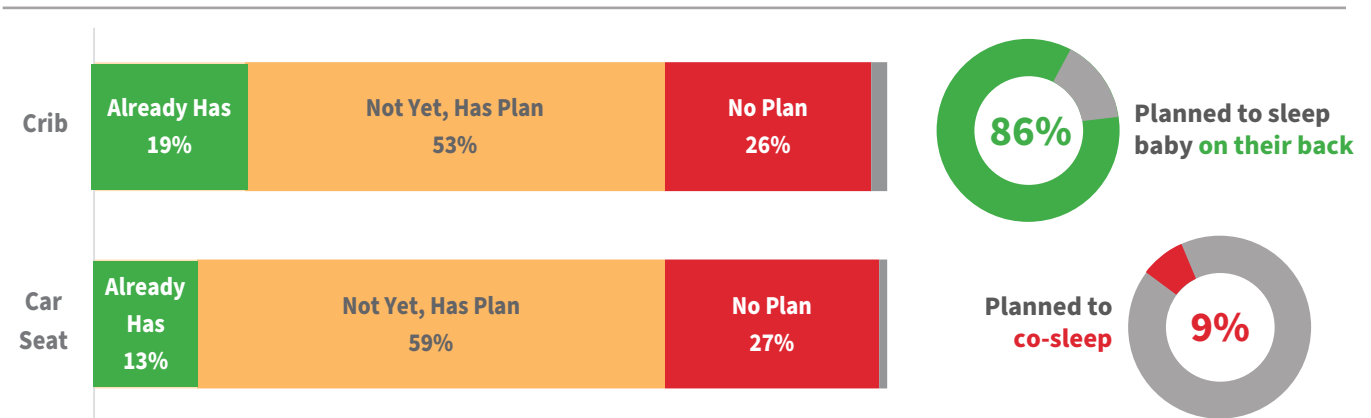 Crib
Already Has
19%
Not Yet, Has Plan
53%
No Plan
26%
86%
Planned to sleep
baby on their back
Car
Seat
Already
Has
13%
Not Yet, Has Plan
59%
No Plan
27%
Planned to
co-sleep
9%